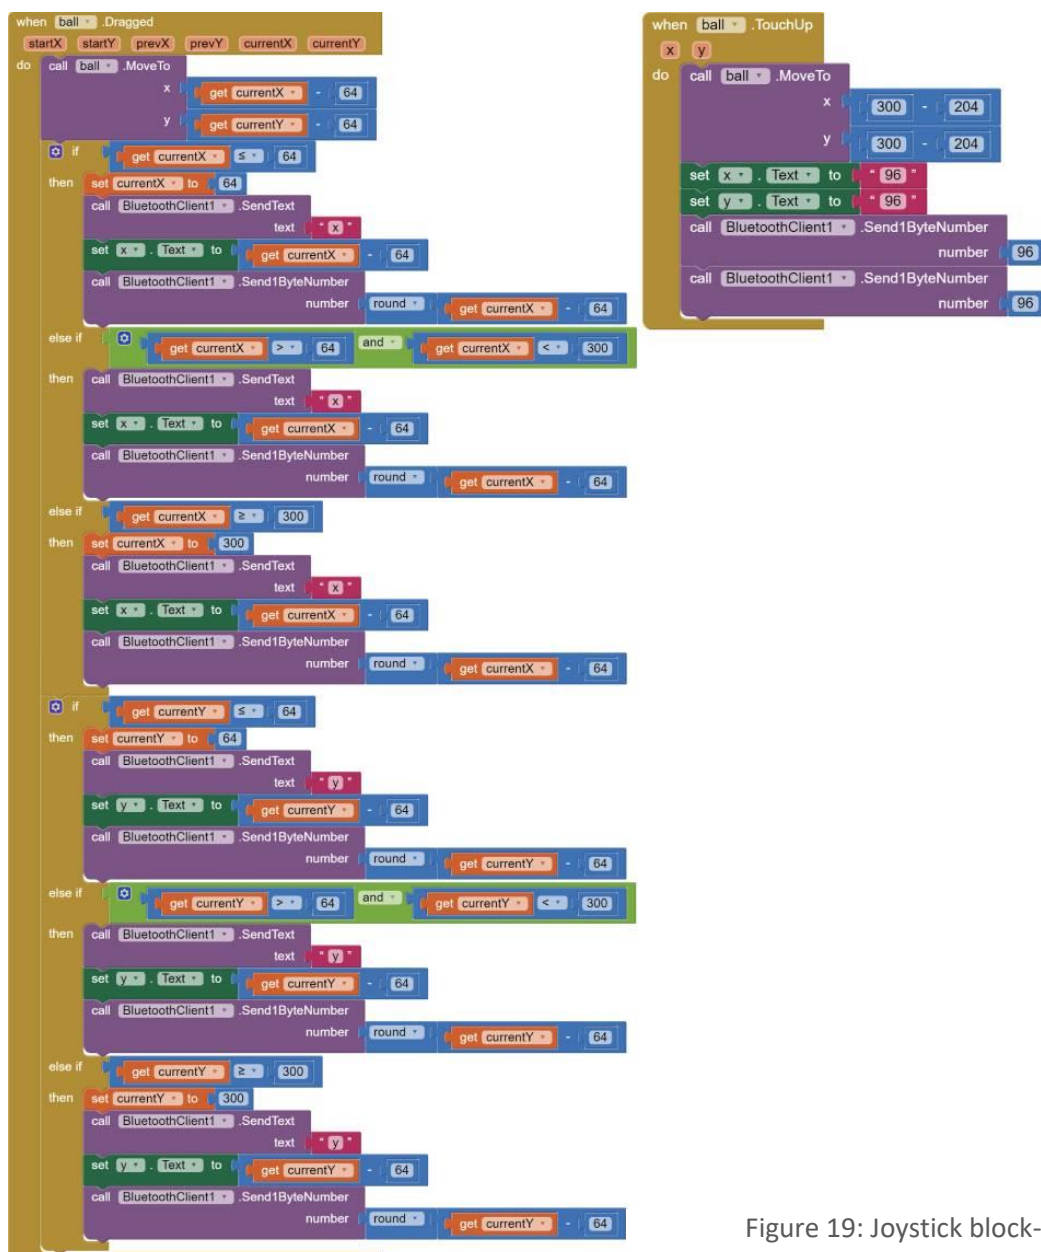 when ball .Dragged
startX startY prevX prevY currentX currentY
do call ball .MoveTo
x get currentX - 64
y get currentY - 64
if get currentX ≤ 64
then set currentX to 64
call BluetoothClient1 .SendText
text " x "
set x . Text to get currentX - 64
call BluetoothClient1 .Send1ByteNumber
number round get currentX - 64
else if get currentX > 64 and get currentX < 300
then call BluetoothClient1 .SendText
text " x "
set x . Text to get currentX - 64
call BluetoothClient1 .Send1ByteNumber
number round get currentX - 64
else if get currentX ≥ 300
then set currentX to 300
call BluetoothClient1 .SendText
text " x "
set x . Text to get currentX - 64
call BluetoothClient1 .Send1ByteNumber
number round get currentX - 64
if get currentY ≤ 64
then set currentY to 64
call BluetoothClient1 .SendText
text " y "
set y . Text to get currentY - 64
call BluetoothClient1 .Send1ByteNumber
number round get currentY - 64
else if get currentY > 64 and get currentY < 300
then call BluetoothClient1 .SendText
text " y "
set y . Text to get currentY - 64
call BluetoothClient1 .Send1ByteNumber
number round get currentY - 64
else if get currentY ≥ 300
then set currentY to 300
call BluetoothClient1 .SendText
text " y "
set y . Text to get currentY - 64
call BluetoothClient1 .Send1ByteNumber
number round get currentY - 64
when ball .TouchUp
x y
do call ball .MoveTo
x 300 - 204
y 300 - 204
set x . Text to " 96 "
set y . Text to " 96 "
call BluetoothClient1 .Send1ByteNumber
number 96
call BluetoothClient1 .Send1ByteNumber
number 96
Figure 19: Joystick block-